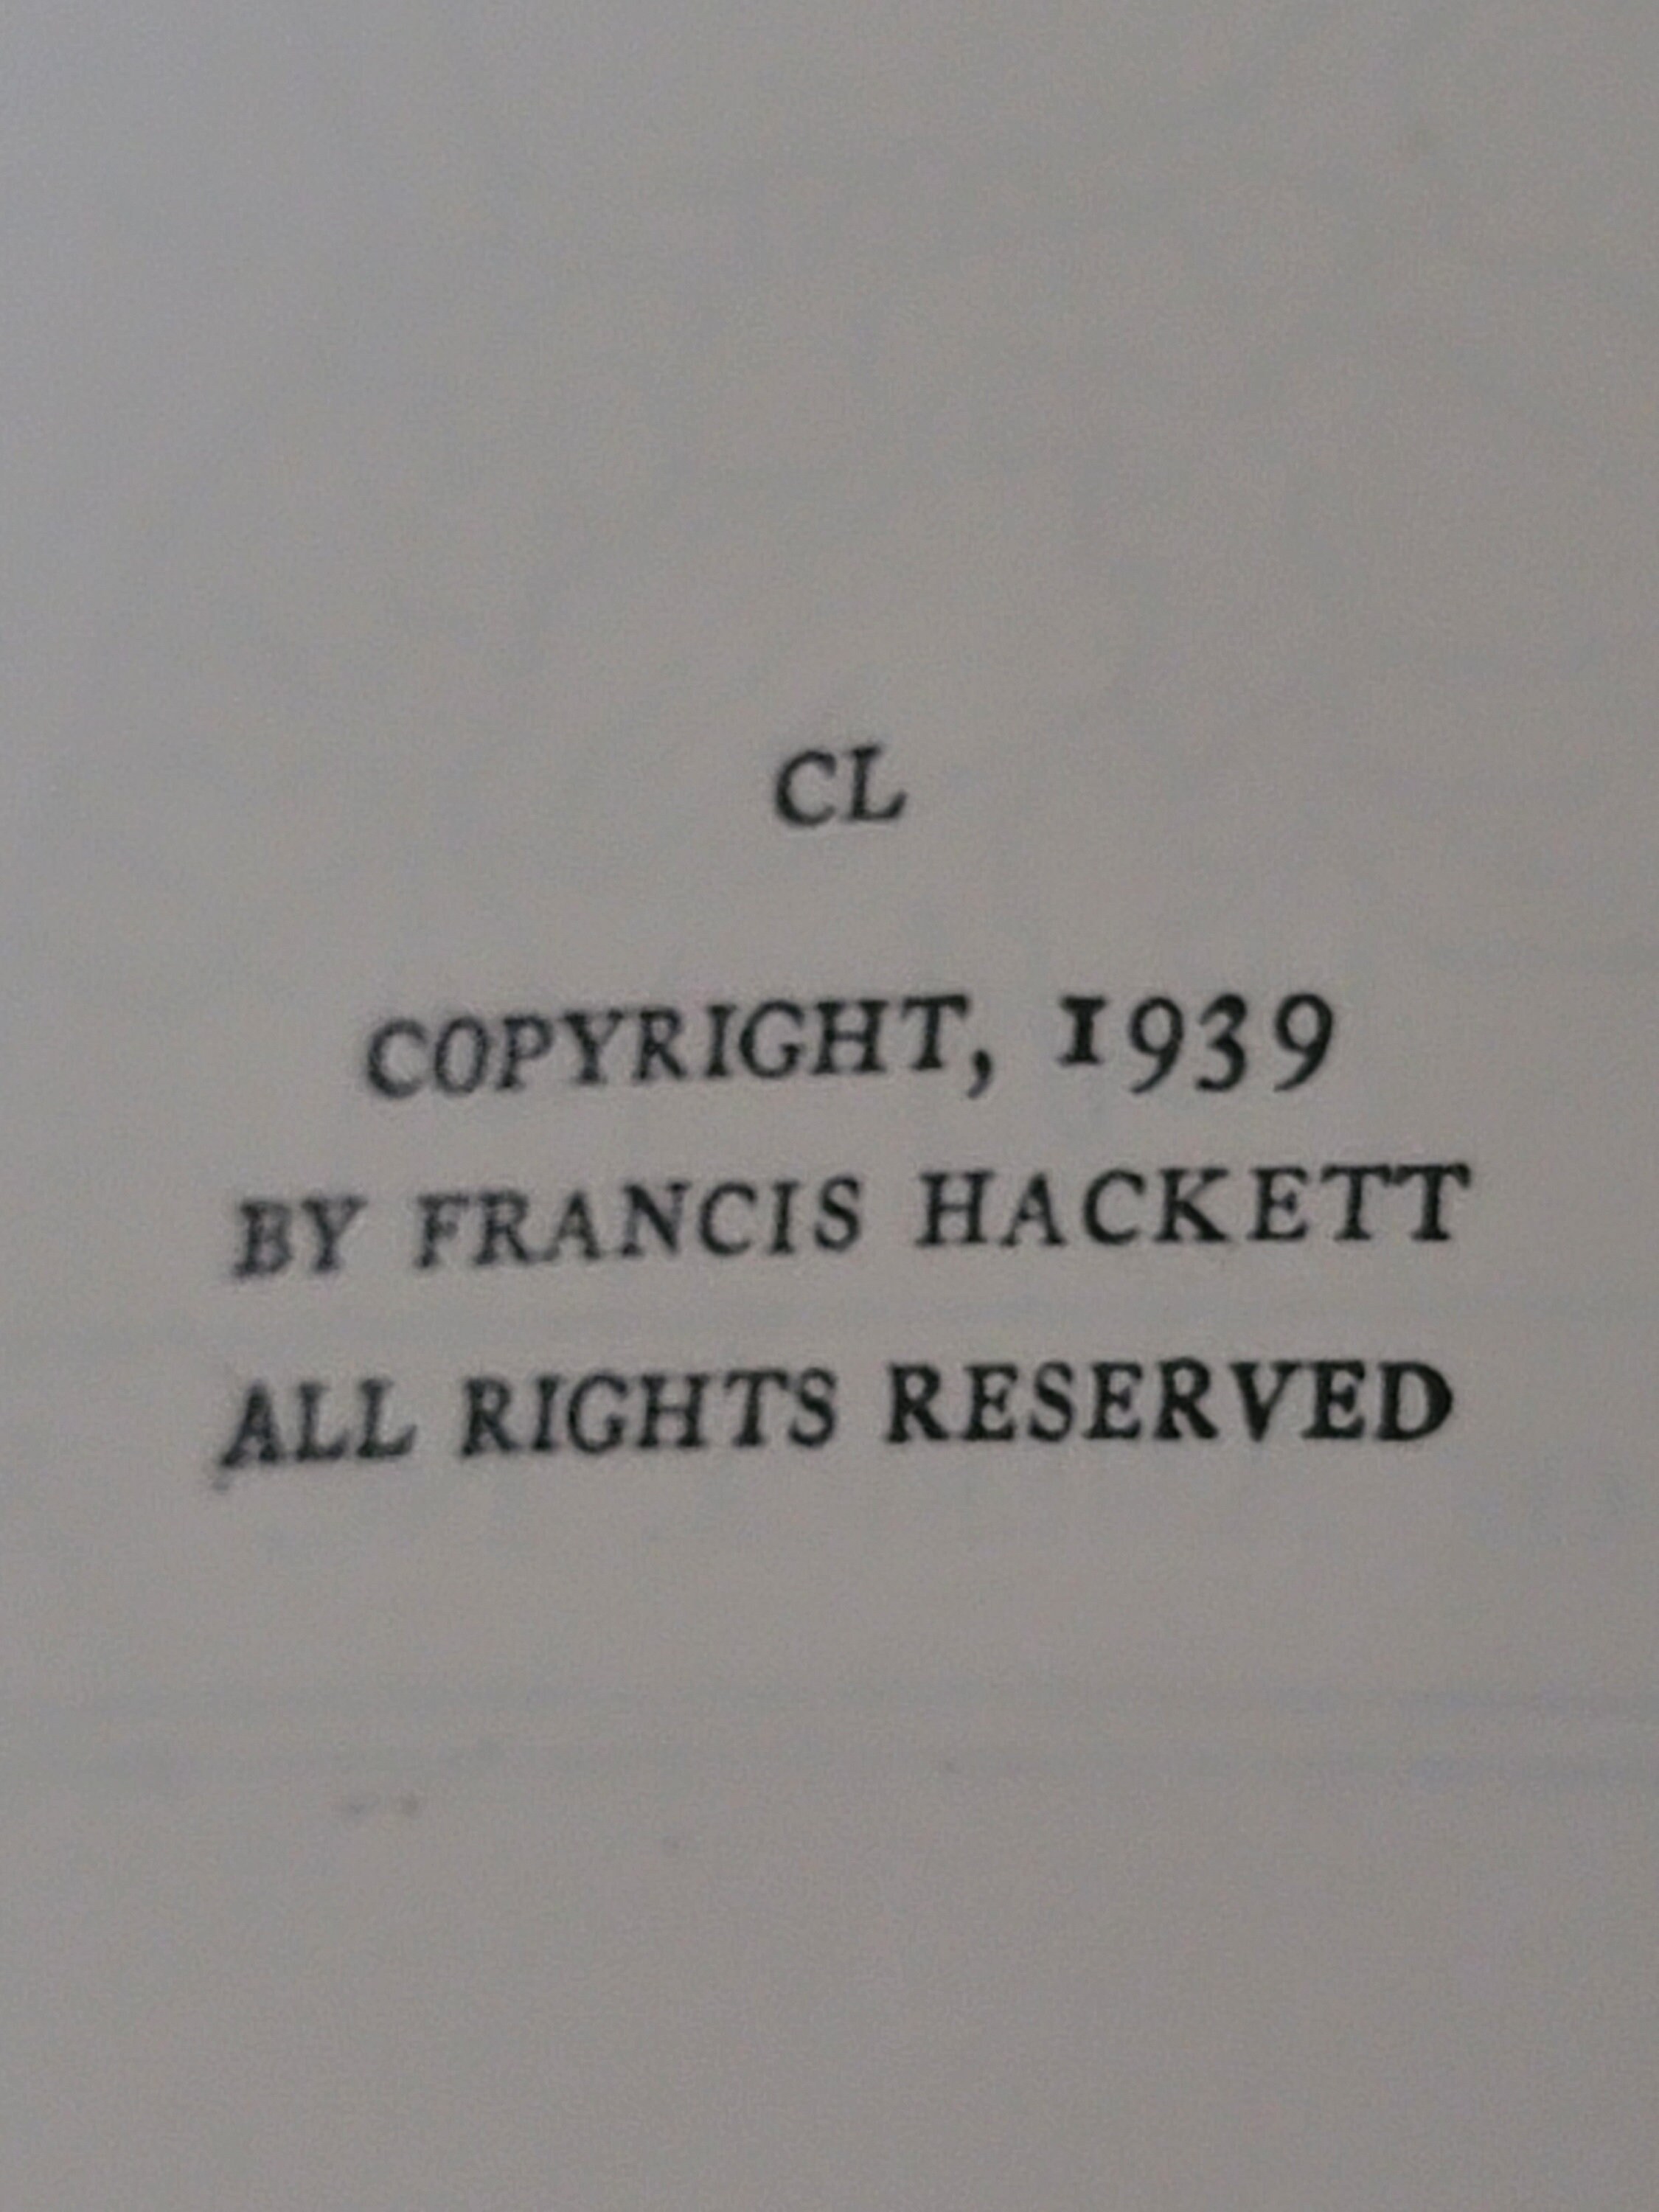 CL
COPYRIGHT, 1939
BY FRANCIS HACKETT
ALL RIGHTS RESERVED